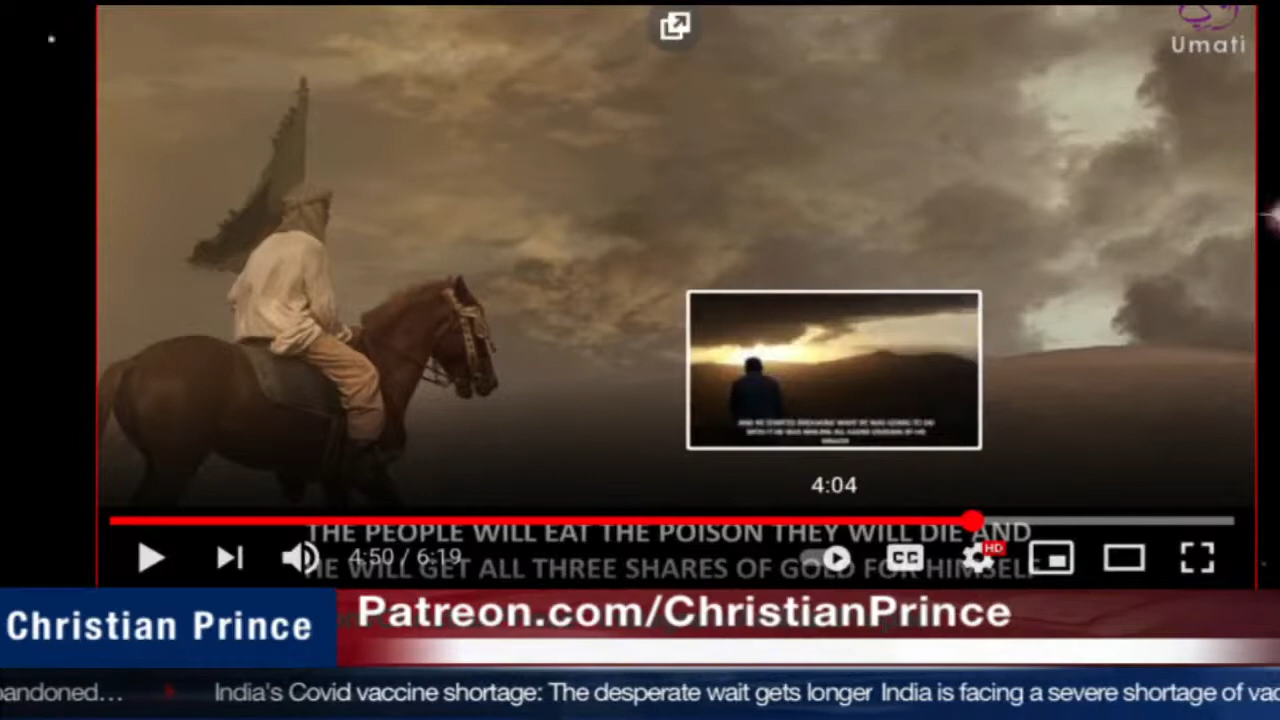 Umati
4:04
THE PEOPLE WILL EAT THE POISON THEY WILL DIE AND
HE WILL GET ALL THREE SHARES OF GOLD FOR HIMSELF
4:50 / 6:19
CC
HD
Christian Prince
Patreon.com/ChristianPrince
andoned...
India's Covid vaccine shortage: The desperate wait gets longer India is facing a severe shortage of vac